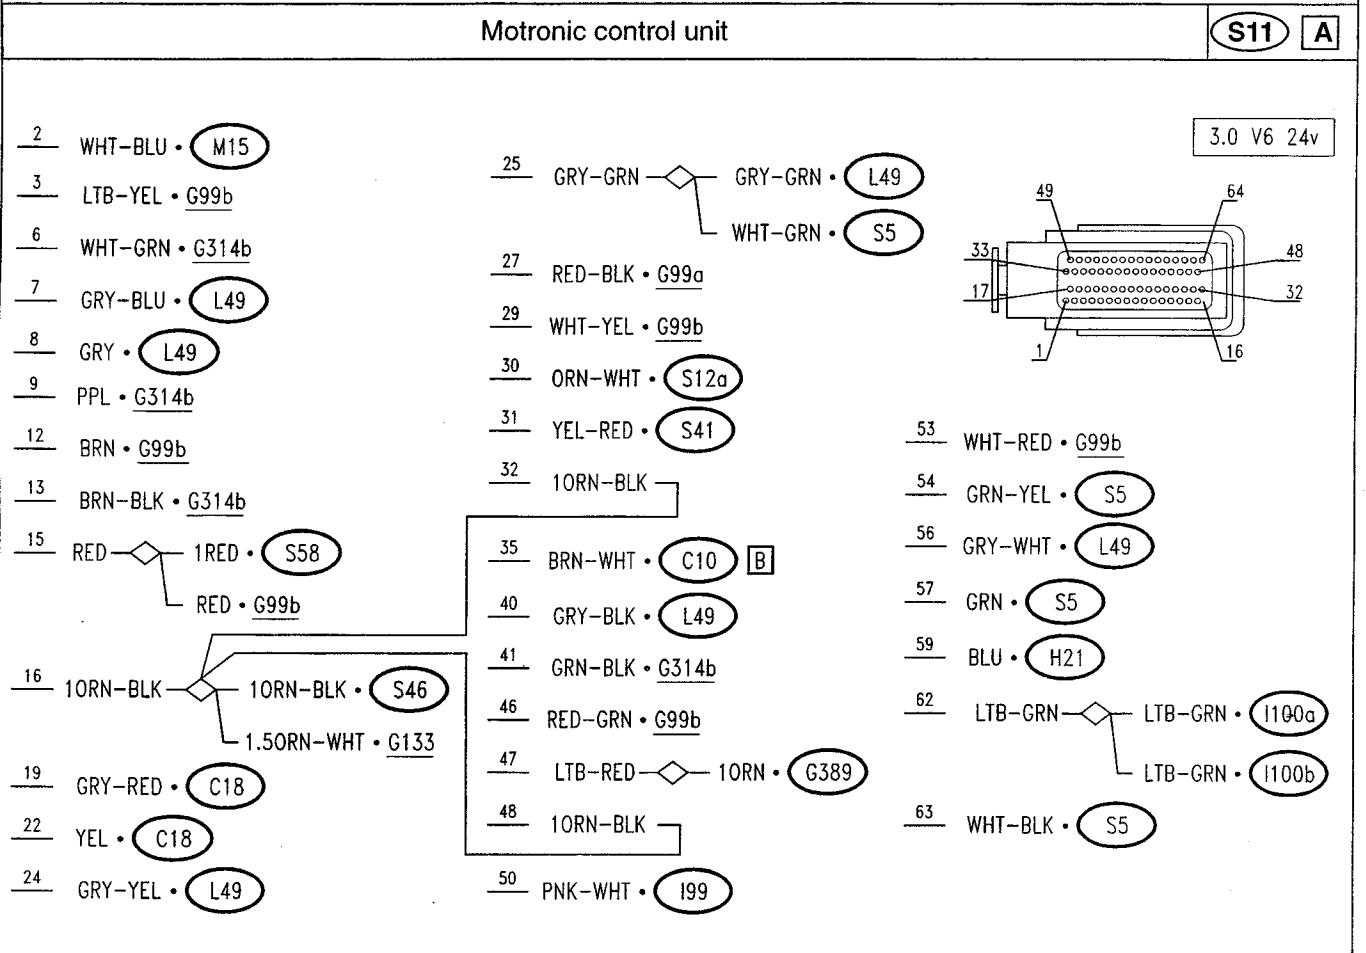 Motronic control unit S11 A
2 WHT-BLU • M15
3 LTB-YEL • G99b
6 WHT-GRN • G314b
7 GRY-BLU • L49
8 GRY • L49
9 PPL • G314b
12 BRN • G99b
13 BRN-BLK • G314b
15 RED 1RED • S58
RED • G99b
16 1ORN-BLK 1ORN-BLK • S46
1.5ORN-WHT • G133
19 GRY-RED • C18
22 YEL • C18
24 GRY-YEL • L49
25 GRY-GRN GRY-GRN • L49
WHT-GRN • S5
27 RED-BLK • G99a
29 WHT-YEL • G99b
30 ORN-WHT • S12a
31 YEL-RED • S41
32 1ORN-BLK
35 BRN-WHT • C10 B
40 GRY-BLK • L49
41 GRN-BLK • G314b
46 RED-GRN • G99b
47 LTB-RED 1ORN • G389
48 1ORN-BLK
50 PNK-WHT • I99
3.0 V6 24v
49 64
33 48
17 32
1 16
53 WHT-RED • G99b
54 GRN-YEL • S5
56 GRY-WHT • L49
57 GRN • S5
59 BLU • H21
62 LTB-GRN LTB-GRN • I100a
LTB-GRN • I100b
63 WHT-BLK • S5